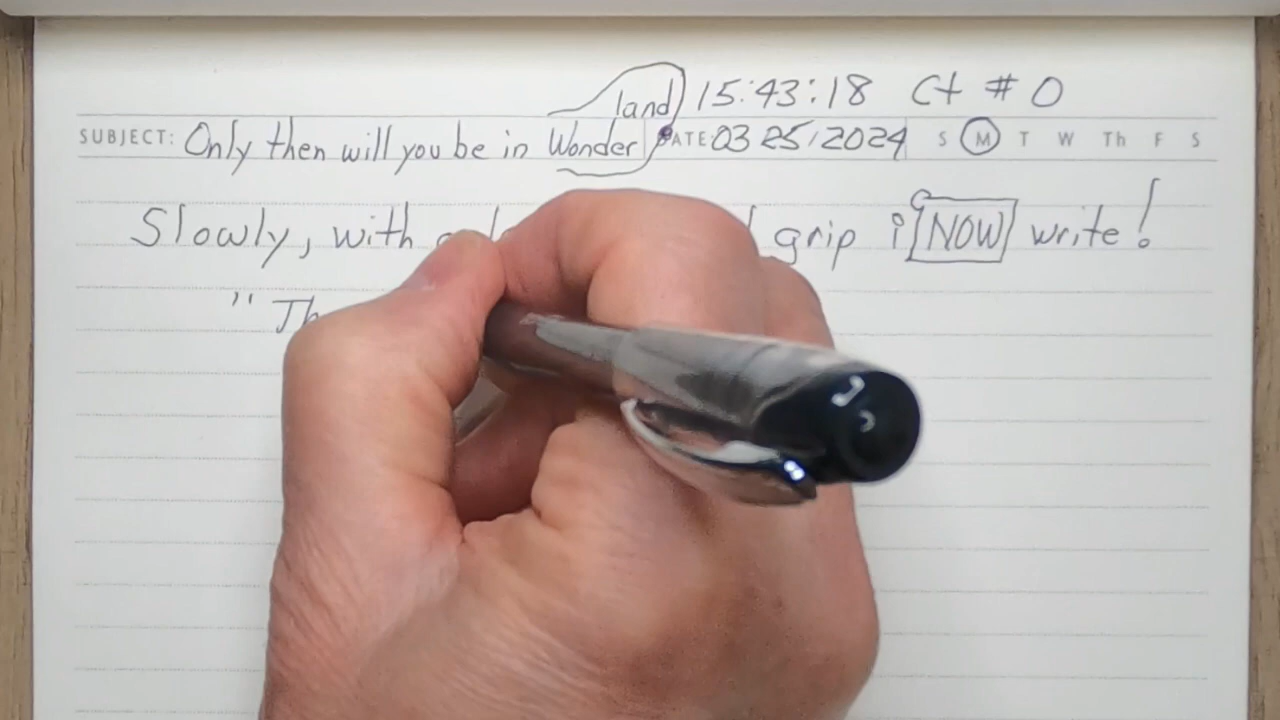 land 15:43:18 Ct # 0
SUBJECT: Only then will you be in Wonder ATE: 03 25/2024 S M T W Th F S
Slowly, with grip ¡ NOW write!
" Th